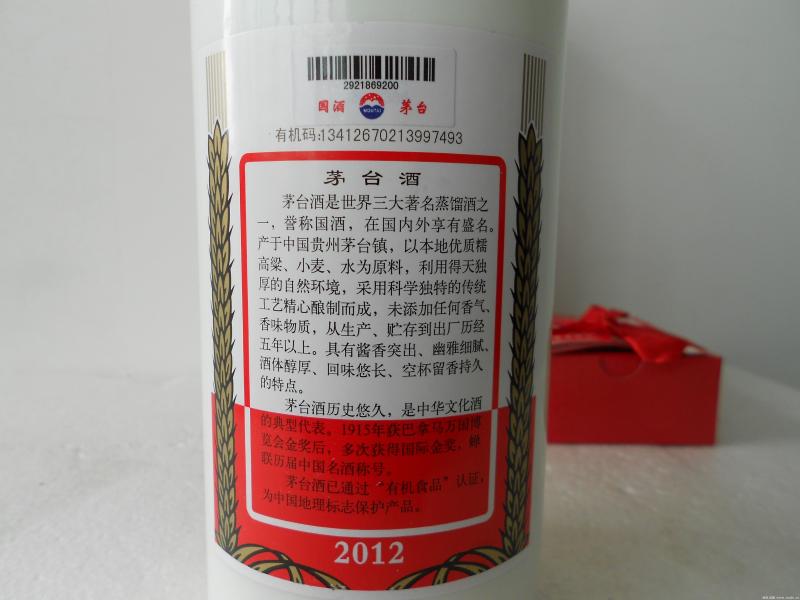 2921869200
国酒 MOUTAI 茅台
有机码:13412670213997493
茅台酒
茅台酒是世界三大著名蒸馏酒之
一，誉称国酒，在国内外享有盛名。
产于中国贵州茅台镇，以本地优质糯
高粱、小麦、水为原料，利用得天独
厚的自然环境，采用科学独特的传统
工艺精心酿制而成，未添加任何香气、
香味物质，从生产、贮存到出厂历经
五年以上。具有酱香突出、幽雅细腻、
酒体醇厚、回味悠长、空杯留香持久
的特点。
茅台酒历史悠久，是中华文化酒
的典型代表。1915年获巴拿马万国博
览会金奖后，多次获得国际金奖，蝉
联历届中国名酒称号。
茅台酒已通过“有机食品”认证，
为中国地理标志保护产品。
2012